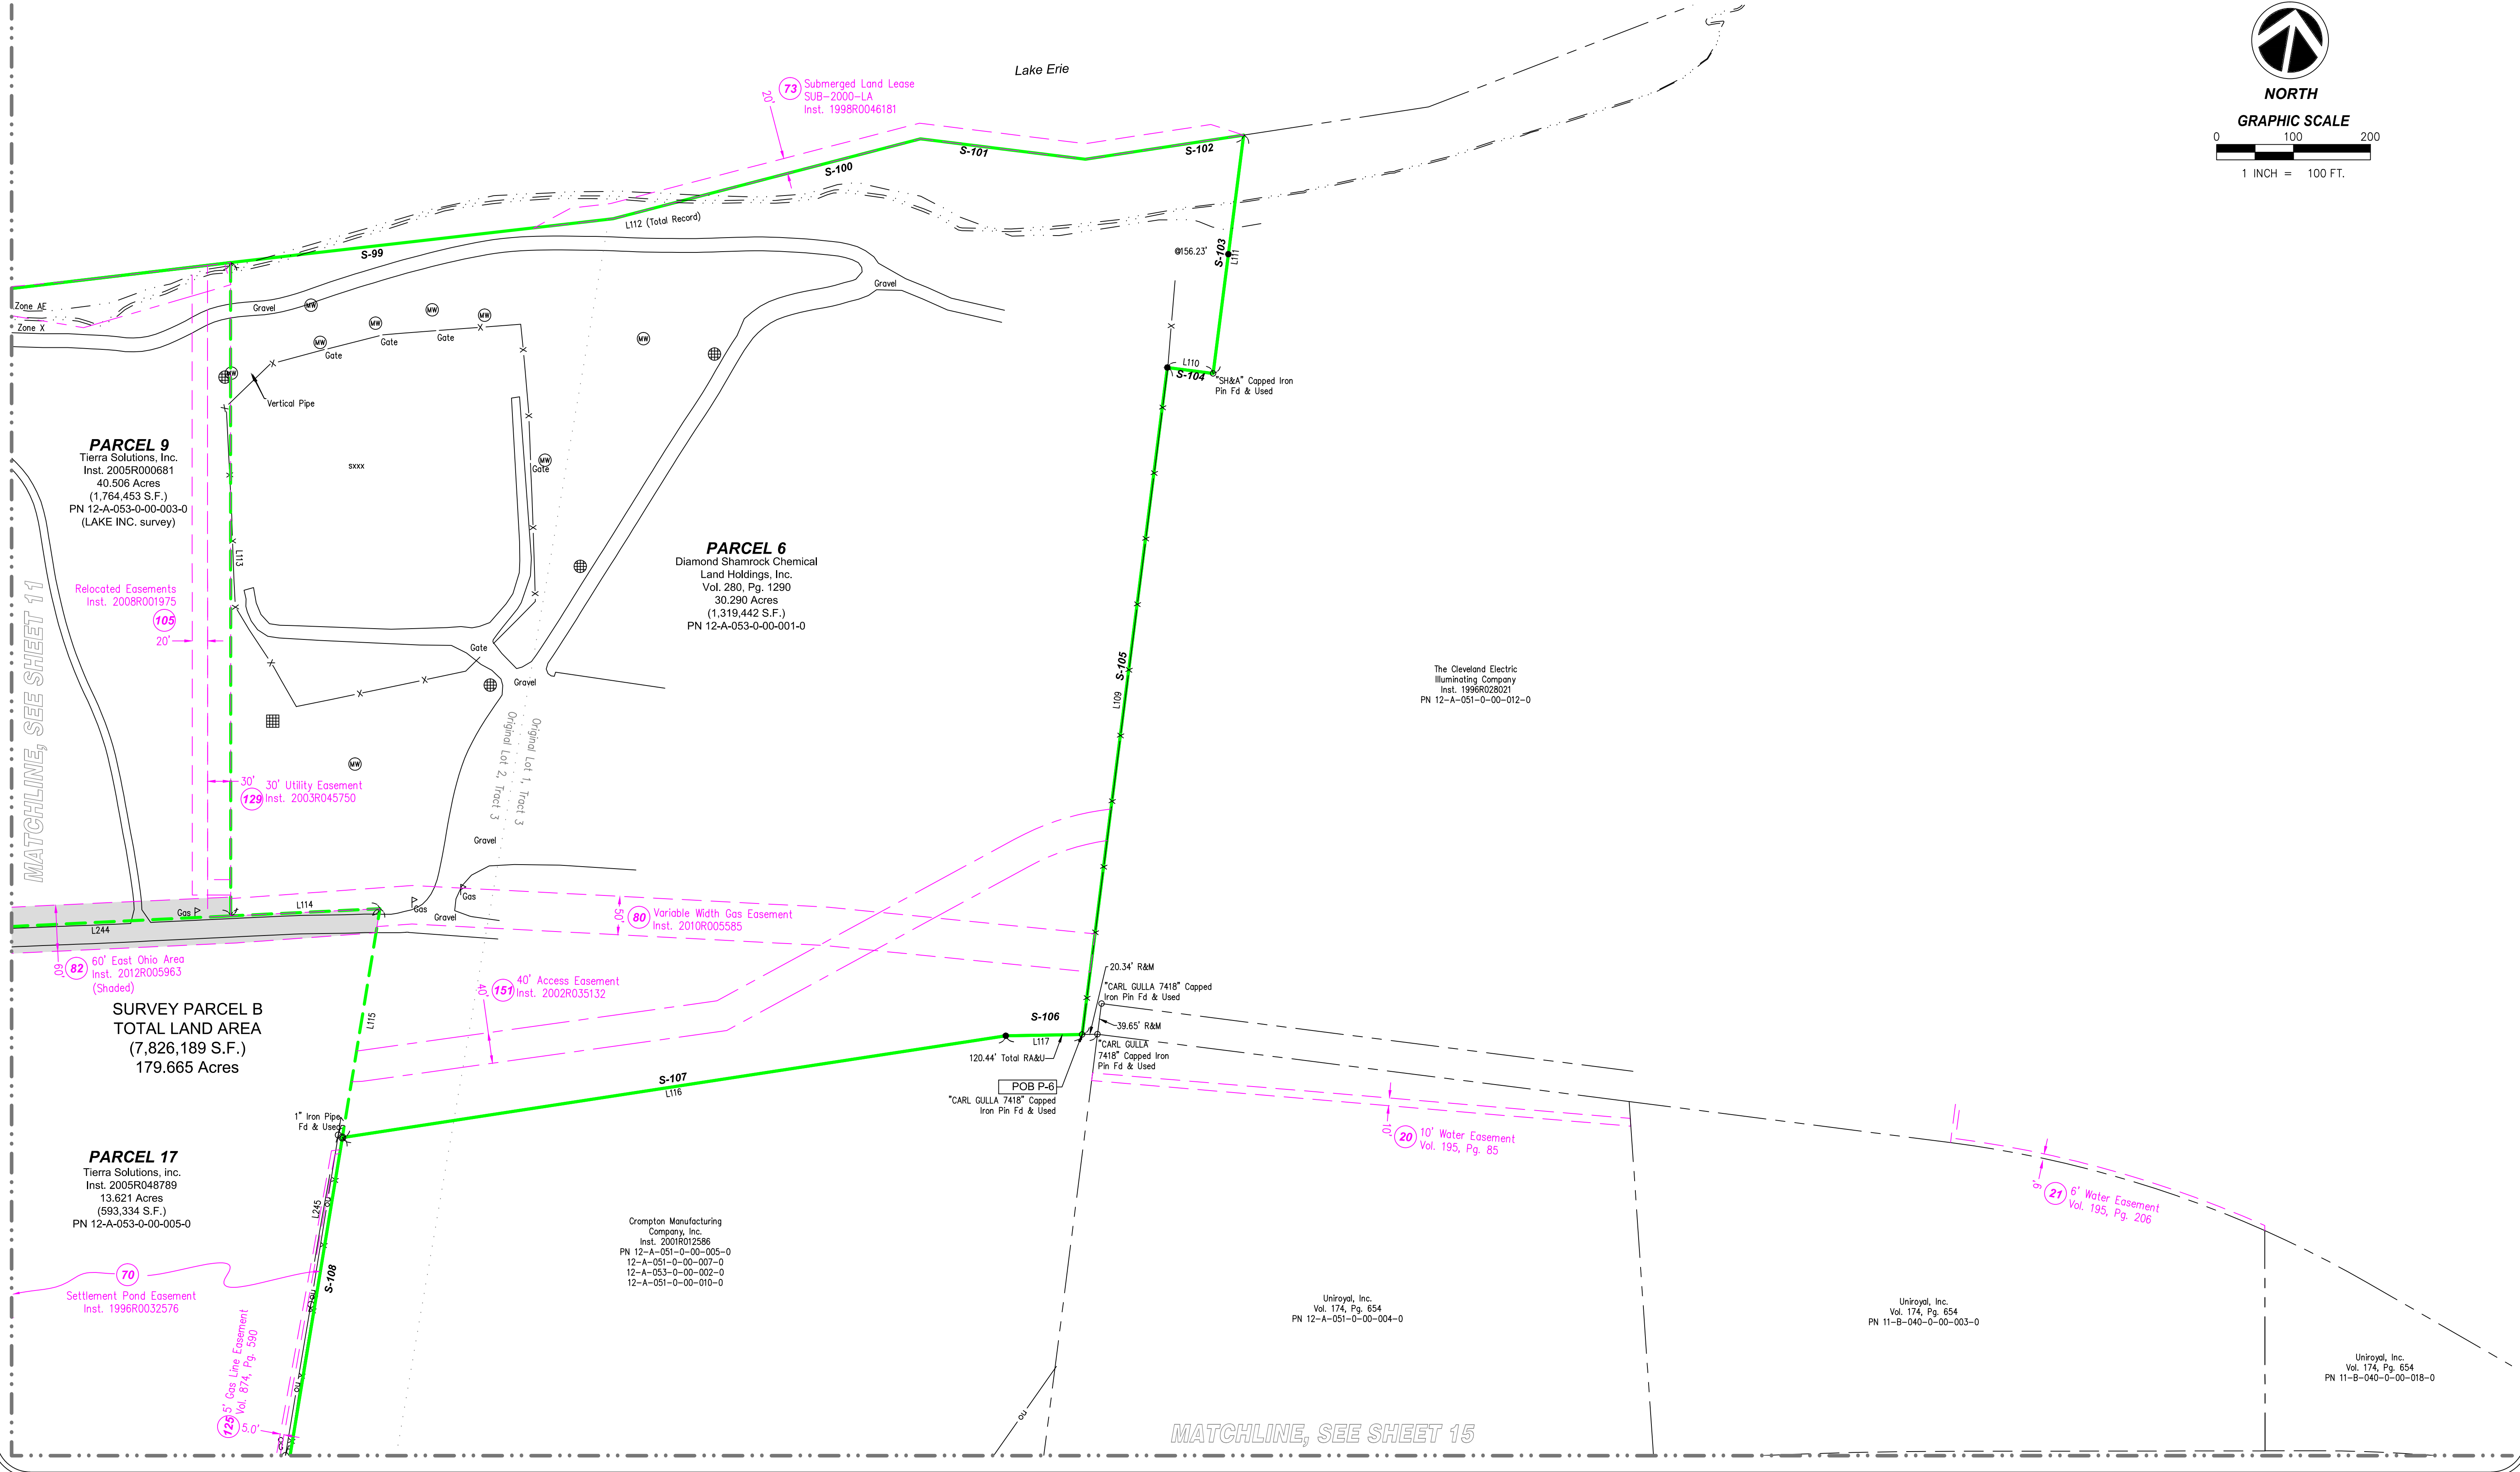 Lake Erie
NORTH
GRAPHIC SCALE
0 100 200
1 INCH = 100 FT.
73 Submerged Land Lease
SUB-2000-LA
Inst. 1998R0046181
20'
S-100
S-101
S-102
L112 (Total Record)
S-99
@156.23'
S-103
L111
Zone AE
Zone X
Gravel
Gravel
MW
MW
MW
MW
MW
MW
MW
Gate
Gate
Gate
L110
S-104
"SH&A" Capped Iron
Pin Fd & Used
Vertical Pipe
PARCEL 9
Tierra Solutions, Inc.
Inst. 2005R000681
40.506 Acres
(1,764,453 S.F.)
PN 12-A-053-0-00-003-0
(LAKE INC. survey)
sxxx
MW
Gate
L113
PARCEL 6
Diamond Shamrock Chemical
Land Holdings, Inc.
Vol. 280, Pg. 1290
30.290 Acres
(1,319,442 S.F.)
PN 12-A-053-0-00-001-0
MATCHLINE, SEE SHEET 11
Relocated Easements
Inst. 2008R001975
105
20'
Gate
Gravel
S-105
L109
The Cleveland Electric
Illuminating Company
Inst. 1996R028021
PN 12-A-051-0-00-012-0
Original Lot 2, Tract 3
Original Lot 1, Tract 3
MW
30'
129 30' Utility Easement
Inst. 2003R045750
Gravel
Gas
L114
Gas
Gas
Gravel
L244
50'
80 Variable Width Gas Easement
Inst. 2010R005585
60'
82 60' East Ohio Area
Inst. 2012R005963
(Shaded)
40'
151 40' Access Easement
Inst. 2002R035132
L115
SURVEY PARCEL B
TOTAL LAND AREA
(7,826,189 S.F.)
179.665 Acres
20.34' R&M
"CARL GULLA 7418" Capped
Iron Pin Fd & Used
S-106
39.65' R&M
L117
120.44' Total RA&U
"CARL GULLA
7418" Capped Iron
Pin Fd & Used
POB P-6
"CARL GULLA 7418" Capped
Iron Pin Fd & Used
S-107
L116
1" Iron Pipe
Fd & Used
10'
20 10' Water Easement
Vol. 195, Pg. 85
6'
21 6' Water Easement
Vol. 195, Pg. 206
PARCEL 17
Tierra Solutions, inc.
Inst. 2005R048789
13.621 Acres
(593,334 S.F.)
PN 12-A-053-0-00-005-0
L245
OU
S-108
70
Settlement Pond Easement
Inst. 1996R0032576
Crompton Manufacturing
Company, Inc.
Inst. 2001R012586
PN 12-A-051-0-00-005-0
12-A-051-0-00-007-0
12-A-053-0-00-002-0
12-A-051-0-00-010-0
Uniroyal, Inc.
Vol. 174, Pg. 654
PN 12-A-051-0-00-004-0
Uniroyal, Inc.
Vol. 174, Pg. 654
PN 11-B-040-0-00-003-0
Uniroyal, Inc.
Vol. 174, Pg. 654
PN 11-B-040-0-00-018-0
125 5' Gas Line Easement
Vol. 874, Pg. 590
5.0'
OU
OU
MATCHLINE, SEE SHEET 15